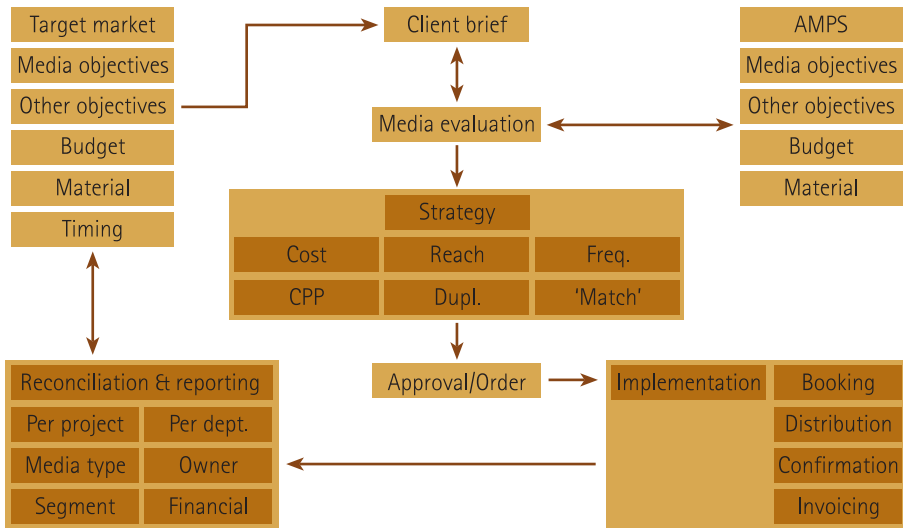 Target market
Media objectives
Other objectives
Budget
Material
Timing
Client brief
Media evaluation
AMPS
Media objectives
Other objectives
Budget
Material
Strategy
Cost
Reach
Freq.
CPP
Dupl.
'Match'
Approval/Order
Implementation
Booking
Distribution
Confirmation
Invoicing
Reconciliation & reporting
Per project
Per dept.
Media type
Owner
Segment
Financial